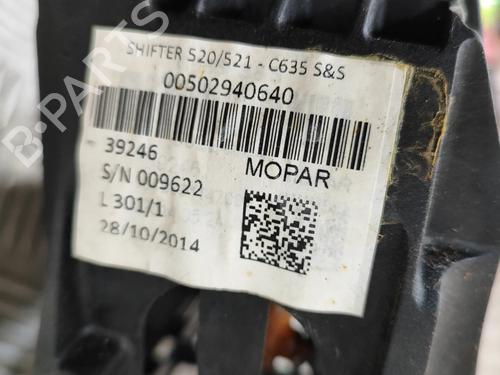 SHIFTER 520/521 - C635 S&S
00502940640
39246 MOPAR
S/N 009622
L 301/1
28/10/2014
B-PARTS